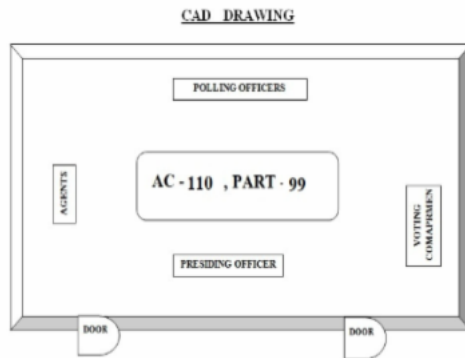 CAD DRAWING
POLLING OFFICERS
AGENTS
AC - 110 , PART - 99
VOTING
COMAPRMEN
PRESIDING OFFICER
DOOR
DOOR